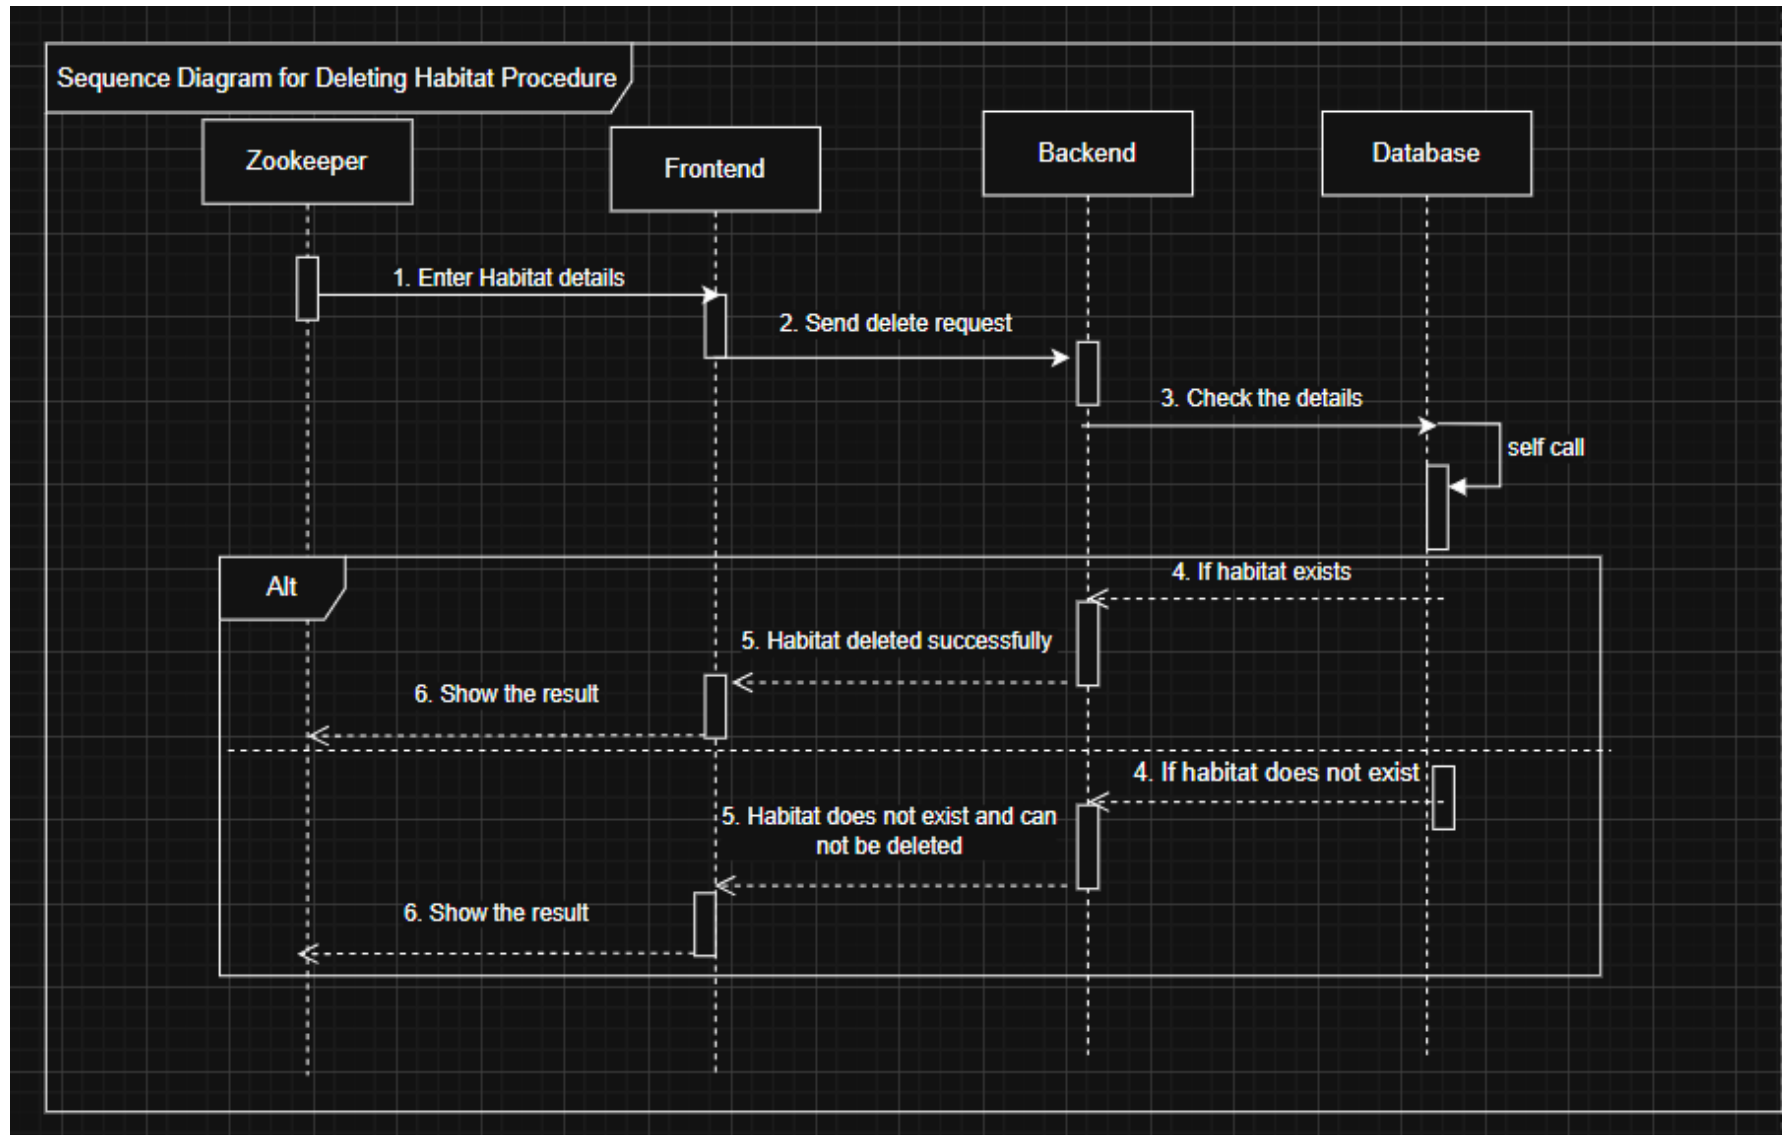 Sequence Diagram for Deleting Habitat Procedure
Zookeeper
Frontend
Backend
Database
1. Enter Habitat details
2. Send delete request
3. Check the details
self call
Alt
4. If habitat exists
5. Habitat deleted successfully
6. Show the result
4. If habitat does not exist
5. Habitat does not exist and can
not be deleted
6. Show the result